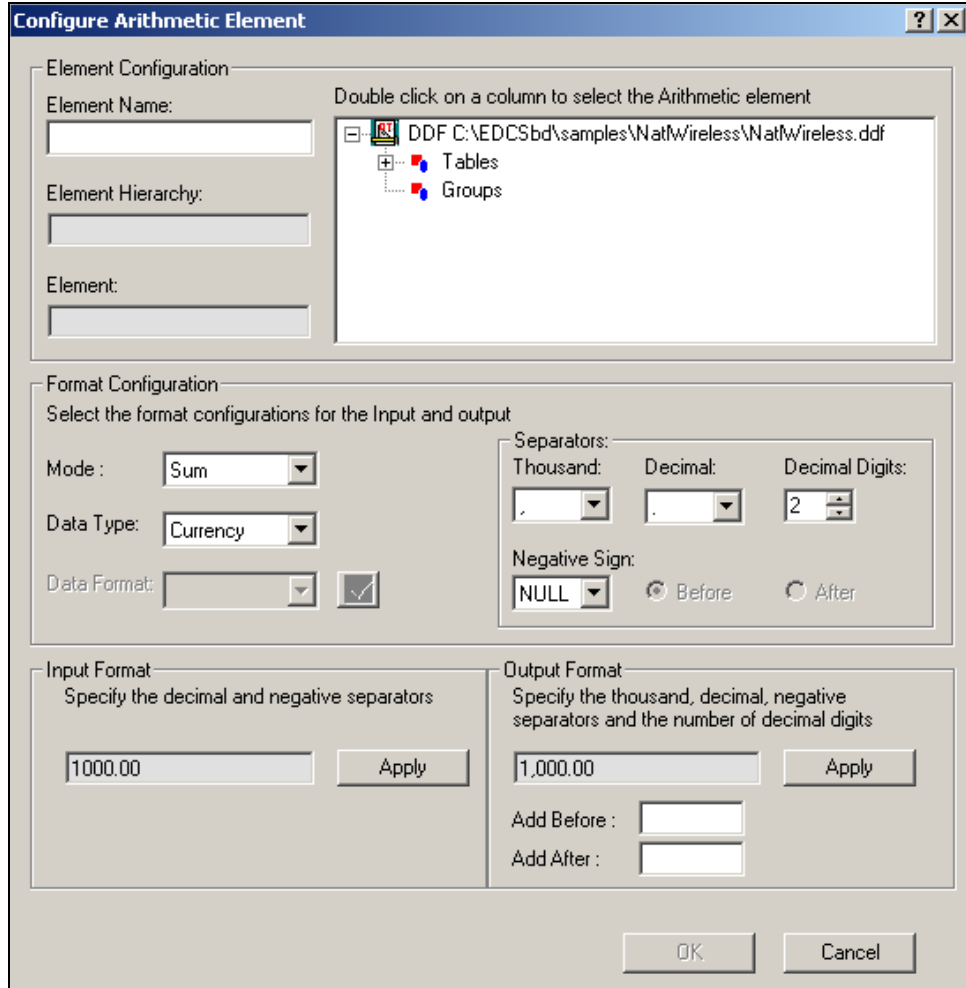 Configure Arithmetic Element
Element Configuration
Element Name:
Double click on a column to select the Arithmetic element
DDF C:\EDCSbd\samples\NatlWireless\NatlWireless.ddf
Tables
Groups
Element Hierarchy:
Element:
Format Configuration
Select the format configurations for the Input and output
Mode : Sum
Data Type: Currency
Data Format:
Separators:
Thousand: Decimal: Decimal Digits:
, . 2
Negative Sign:
NULL Before After
Input Format
Specify the decimal and negative separators
1000.00 Apply
Output Format
Specify the thousand, decimal, negative
separators and the number of decimal digits
1,000.00 Apply
Add Before :
Add After :
OK Cancel